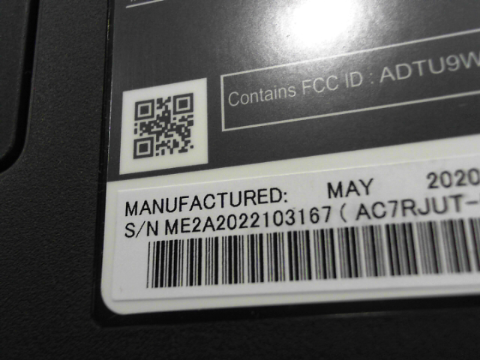 Contains FCC ID : ADTU9W
MANUFACTURED: MAY 2020
S/N ME2A2022103167 ( AC7RJUT-